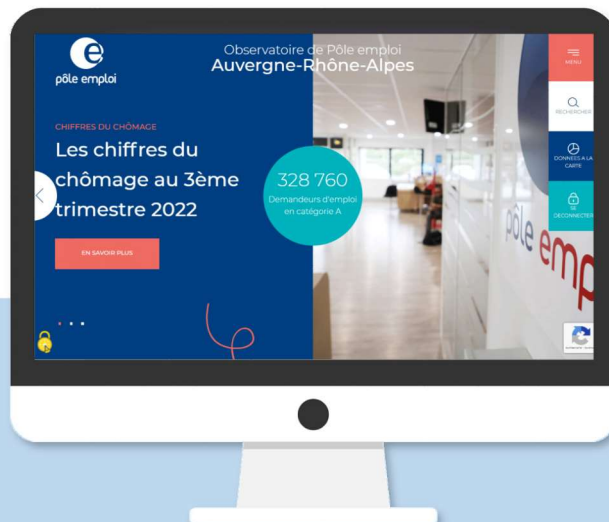 pôle emploi
Observatoire de Pôle emploi
Auvergne-Rhône-Alpes
MENU
RECHERCHER
DONNÉES A LA
CARTE
SE
DECONNECTER
CHIFFRES DU CHÔMAGE
Les chiffres du
chômage au 3ème
trimestre 2022
EN SAVOIR PLUS
328 760
Demandeurs d'emploi
en catégorie A
pôle emp